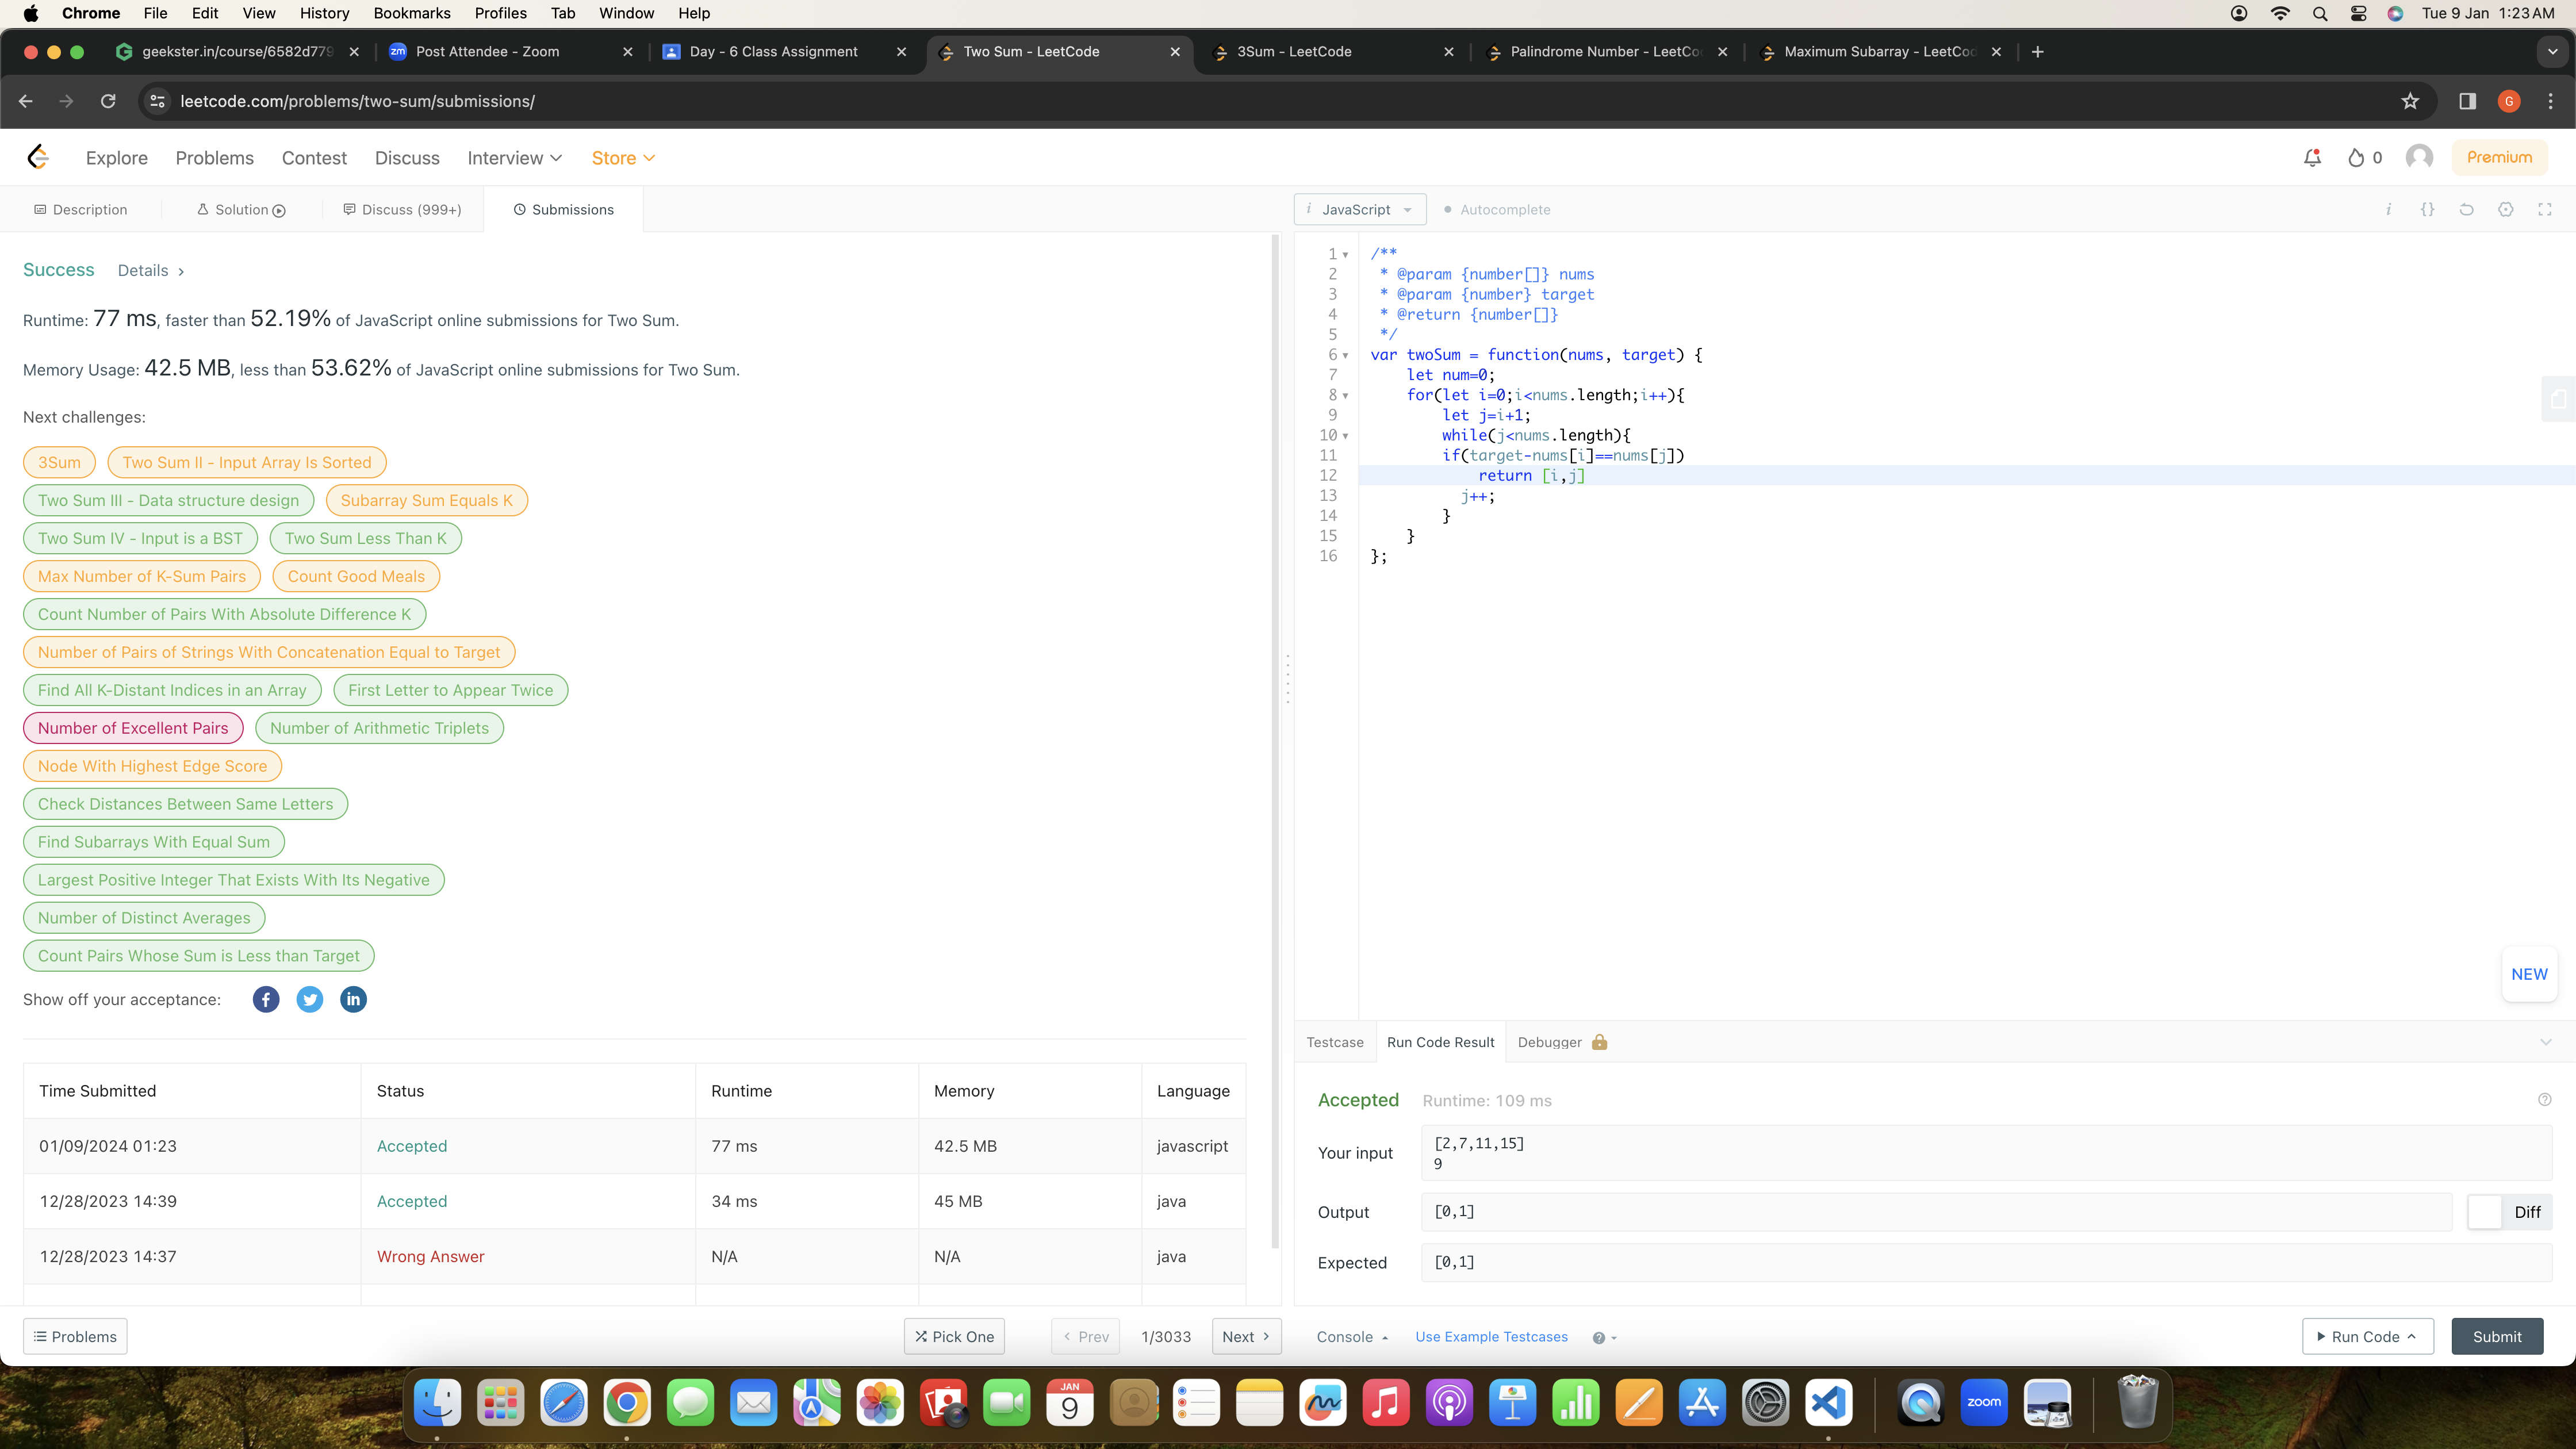 Chrome File Edit View History Bookmarks Profiles Tab Window Help Tue 9 Jan 1:23 AM
geekster.in/course/6582d779 Post Attendee - Zoom Day - 6 Class Assignment Two Sum - LeetCode 3Sum - LeetCode Palindrome Number - LeetCo Maximum Subarray - LeetCod
leetcode.com/problems/two-sum/submissions/ G
Explore Problems Contest Discuss Interview Store 0 Premium
Description Solution Discuss (999+) Submissions
Success Details
Runtime: 77 ms, faster than 52.19% of JavaScript online submissions for Two Sum.
Memory Usage: 42.5 MB, less than 53.62% of JavaScript online submissions for Two Sum.
Next challenges:
3Sum Two Sum II - Input Array Is Sorted
Two Sum III - Data structure design Subarray Sum Equals K
Two Sum IV - Input is a BST Two Sum Less Than K
Max Number of K-Sum Pairs Count Good Meals
Count Number of Pairs With Absolute Difference K
Number of Pairs of Strings With Concatenation Equal to Target
Find All K-Distant Indices in an Array First Letter to Appear Twice
Number of Excellent Pairs Number of Arithmetic Triplets
Node With Highest Edge Score
Check Distances Between Same Letters
Find Subarrays With Equal Sum
Largest Positive Integer That Exists With Its Negative
Number of Distinct Averages
Count Pairs Whose Sum is Less than Target
Show off your acceptance: f in
Time Submitted Status Runtime Memory Language
01/09/2024 01:23 Accepted 77 ms 42.5 MB javascript
12/28/2023 14:39 Accepted 34 ms 45 MB java
12/28/2023 14:37 Wrong Answer N/A N/A java
Problems Pick One Prev 1/3033 Next
i JavaScript Autocomplete i {}
1 /**
2 * @param {number[]} nums
3 * @param {number} target
4 * @return {number[]}
5 */
6 var twoSum = function(nums, target) {
7 let num=0;
8 for(let i=0;i<nums.length;i++){
9 let j=i+1;
10 while(j<nums.length){
11 if(target-nums[i]==nums[j])
12 return [i,j]
13 j++;
14 }
15 }
16 };
NEW
Testcase Run Code Result Debugger
Accepted Runtime: 109 ms
Your input [2,7,11,15]
9
Output [0,1] Diff
Expected [0,1]
Console Use Example Testcases Run Code Submit
JAN
9
zoom